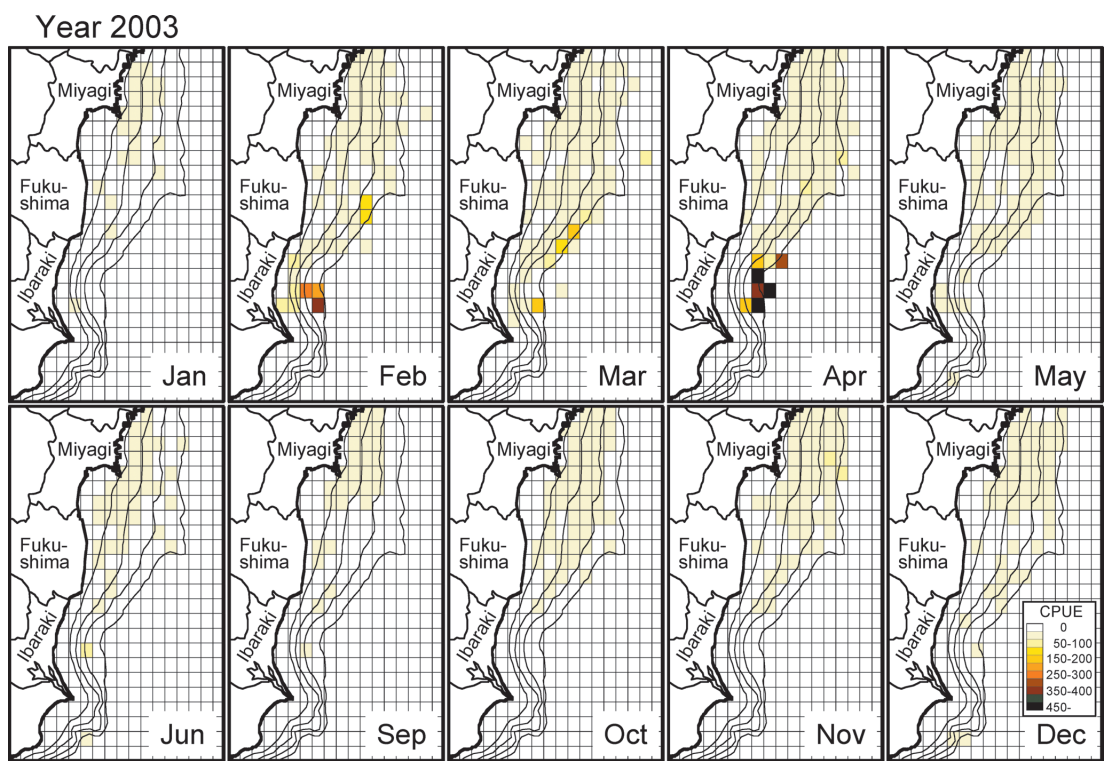 Year 2003
Miyagi
Fuku-
shima
Ibaraki
Jan
Miyagi
Fuku-
shima
Ibaraki
Feb
Miyagi
Fuku-
shima
Ibaraki
Mar
Miyagi
Fuku-
shima
Ibaraki
Apr
Miyagi
Fuku-
shima
Ibaraki
May
Miyagi
Fuku-
shima
Ibaraki
Jun
Miyagi
Fuku-
shima
Ibaraki
Sep
Miyagi
Fuku-
shima
Ibaraki
Oct
Miyagi
Fuku-
shima
Ibaraki
Nov
Miyagi
Fuku-
shima
Ibaraki
Dec
CPUE
0
50-100
150-200
250-300
350-400
450-